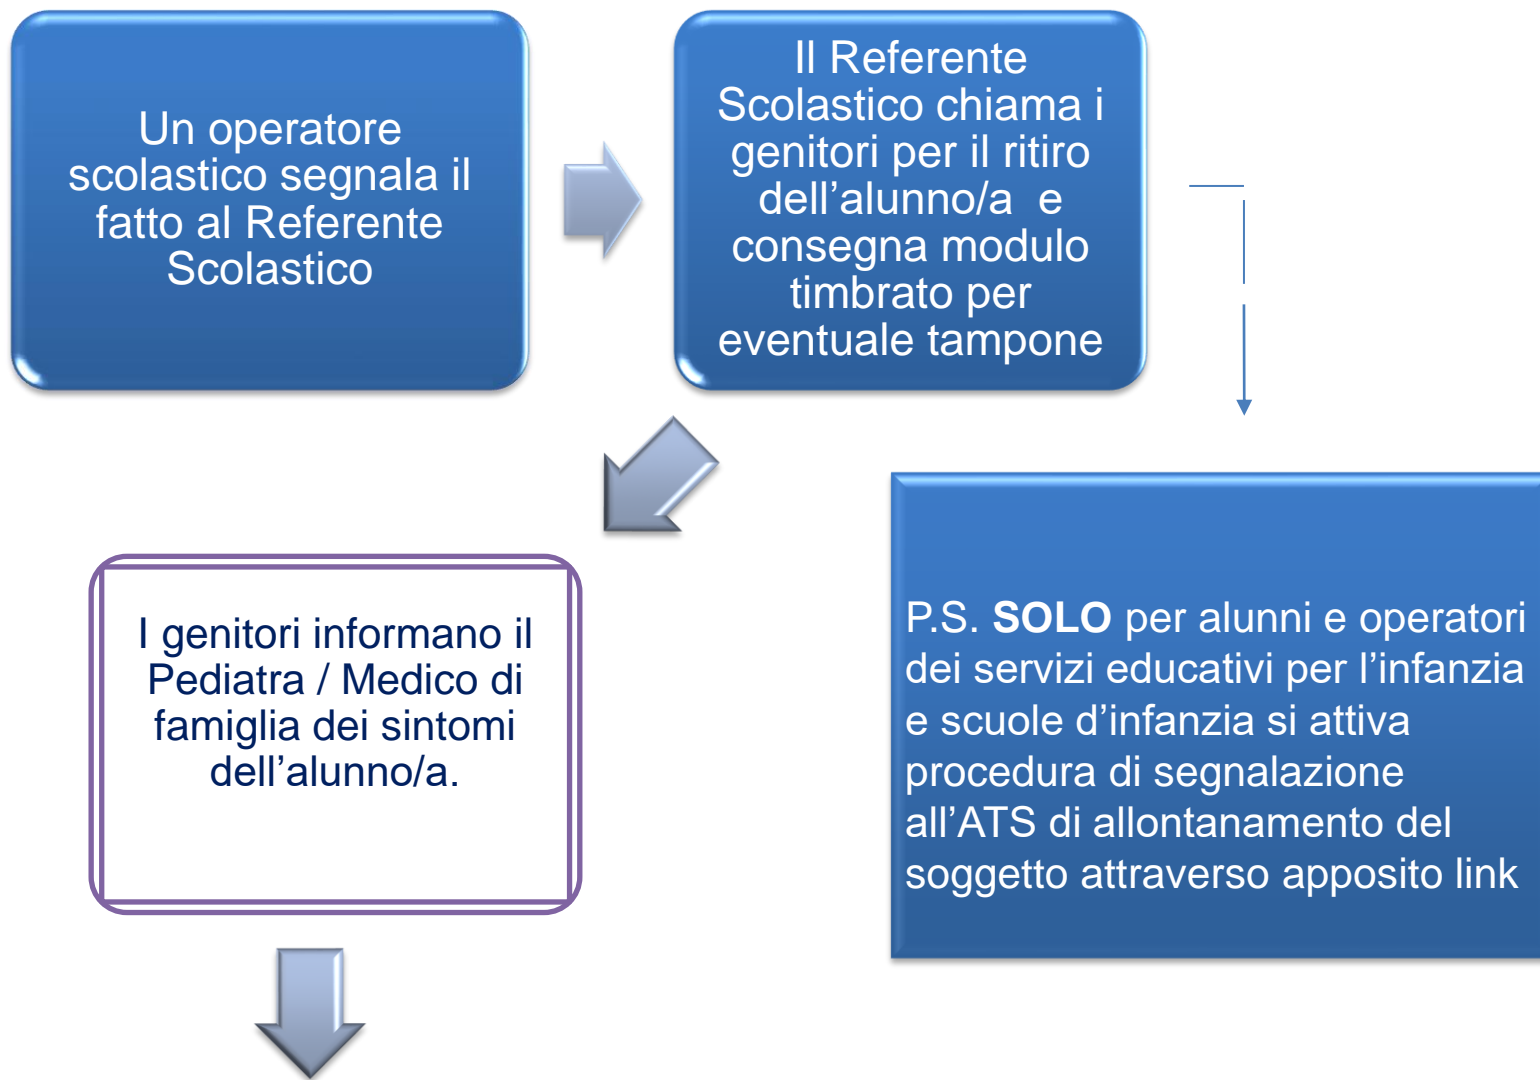 Un operatore
scolastico segnala il
fatto al Referente
Scolastico
Il Referente
Scolastico chiama i
genitori per il ritiro
dell’alunno/a  e
consegna modulo
timbrato per
eventuale tampone
I genitori informano il
Pediatra / Medico di
famiglia dei sintomi
dell’alunno/a.
P.S. SOLO per alunni e operatori
dei servizi educativi per l’infanzia
e scuole d’infanzia si attiva
procedura di segnalazione
all’ATS di allontanamento del
soggetto attraverso apposito link